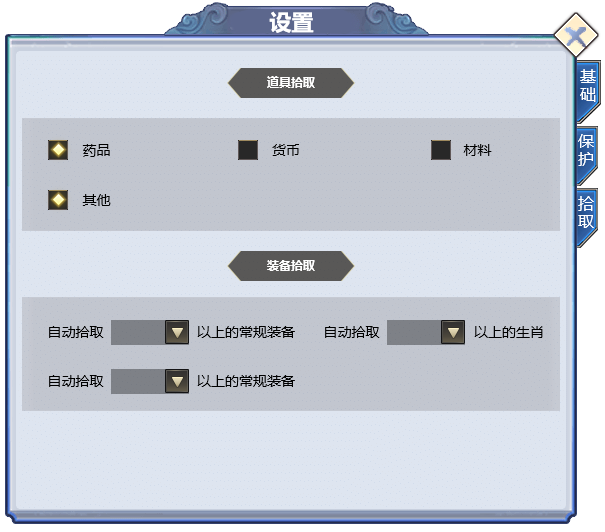 设置
基础
保护
拾取
道具拾取
药品 货币 材料
其他
装备拾取
自动拾取 以上的常规装备 自动拾取 以上的生肖
自动拾取 以上的常规装备